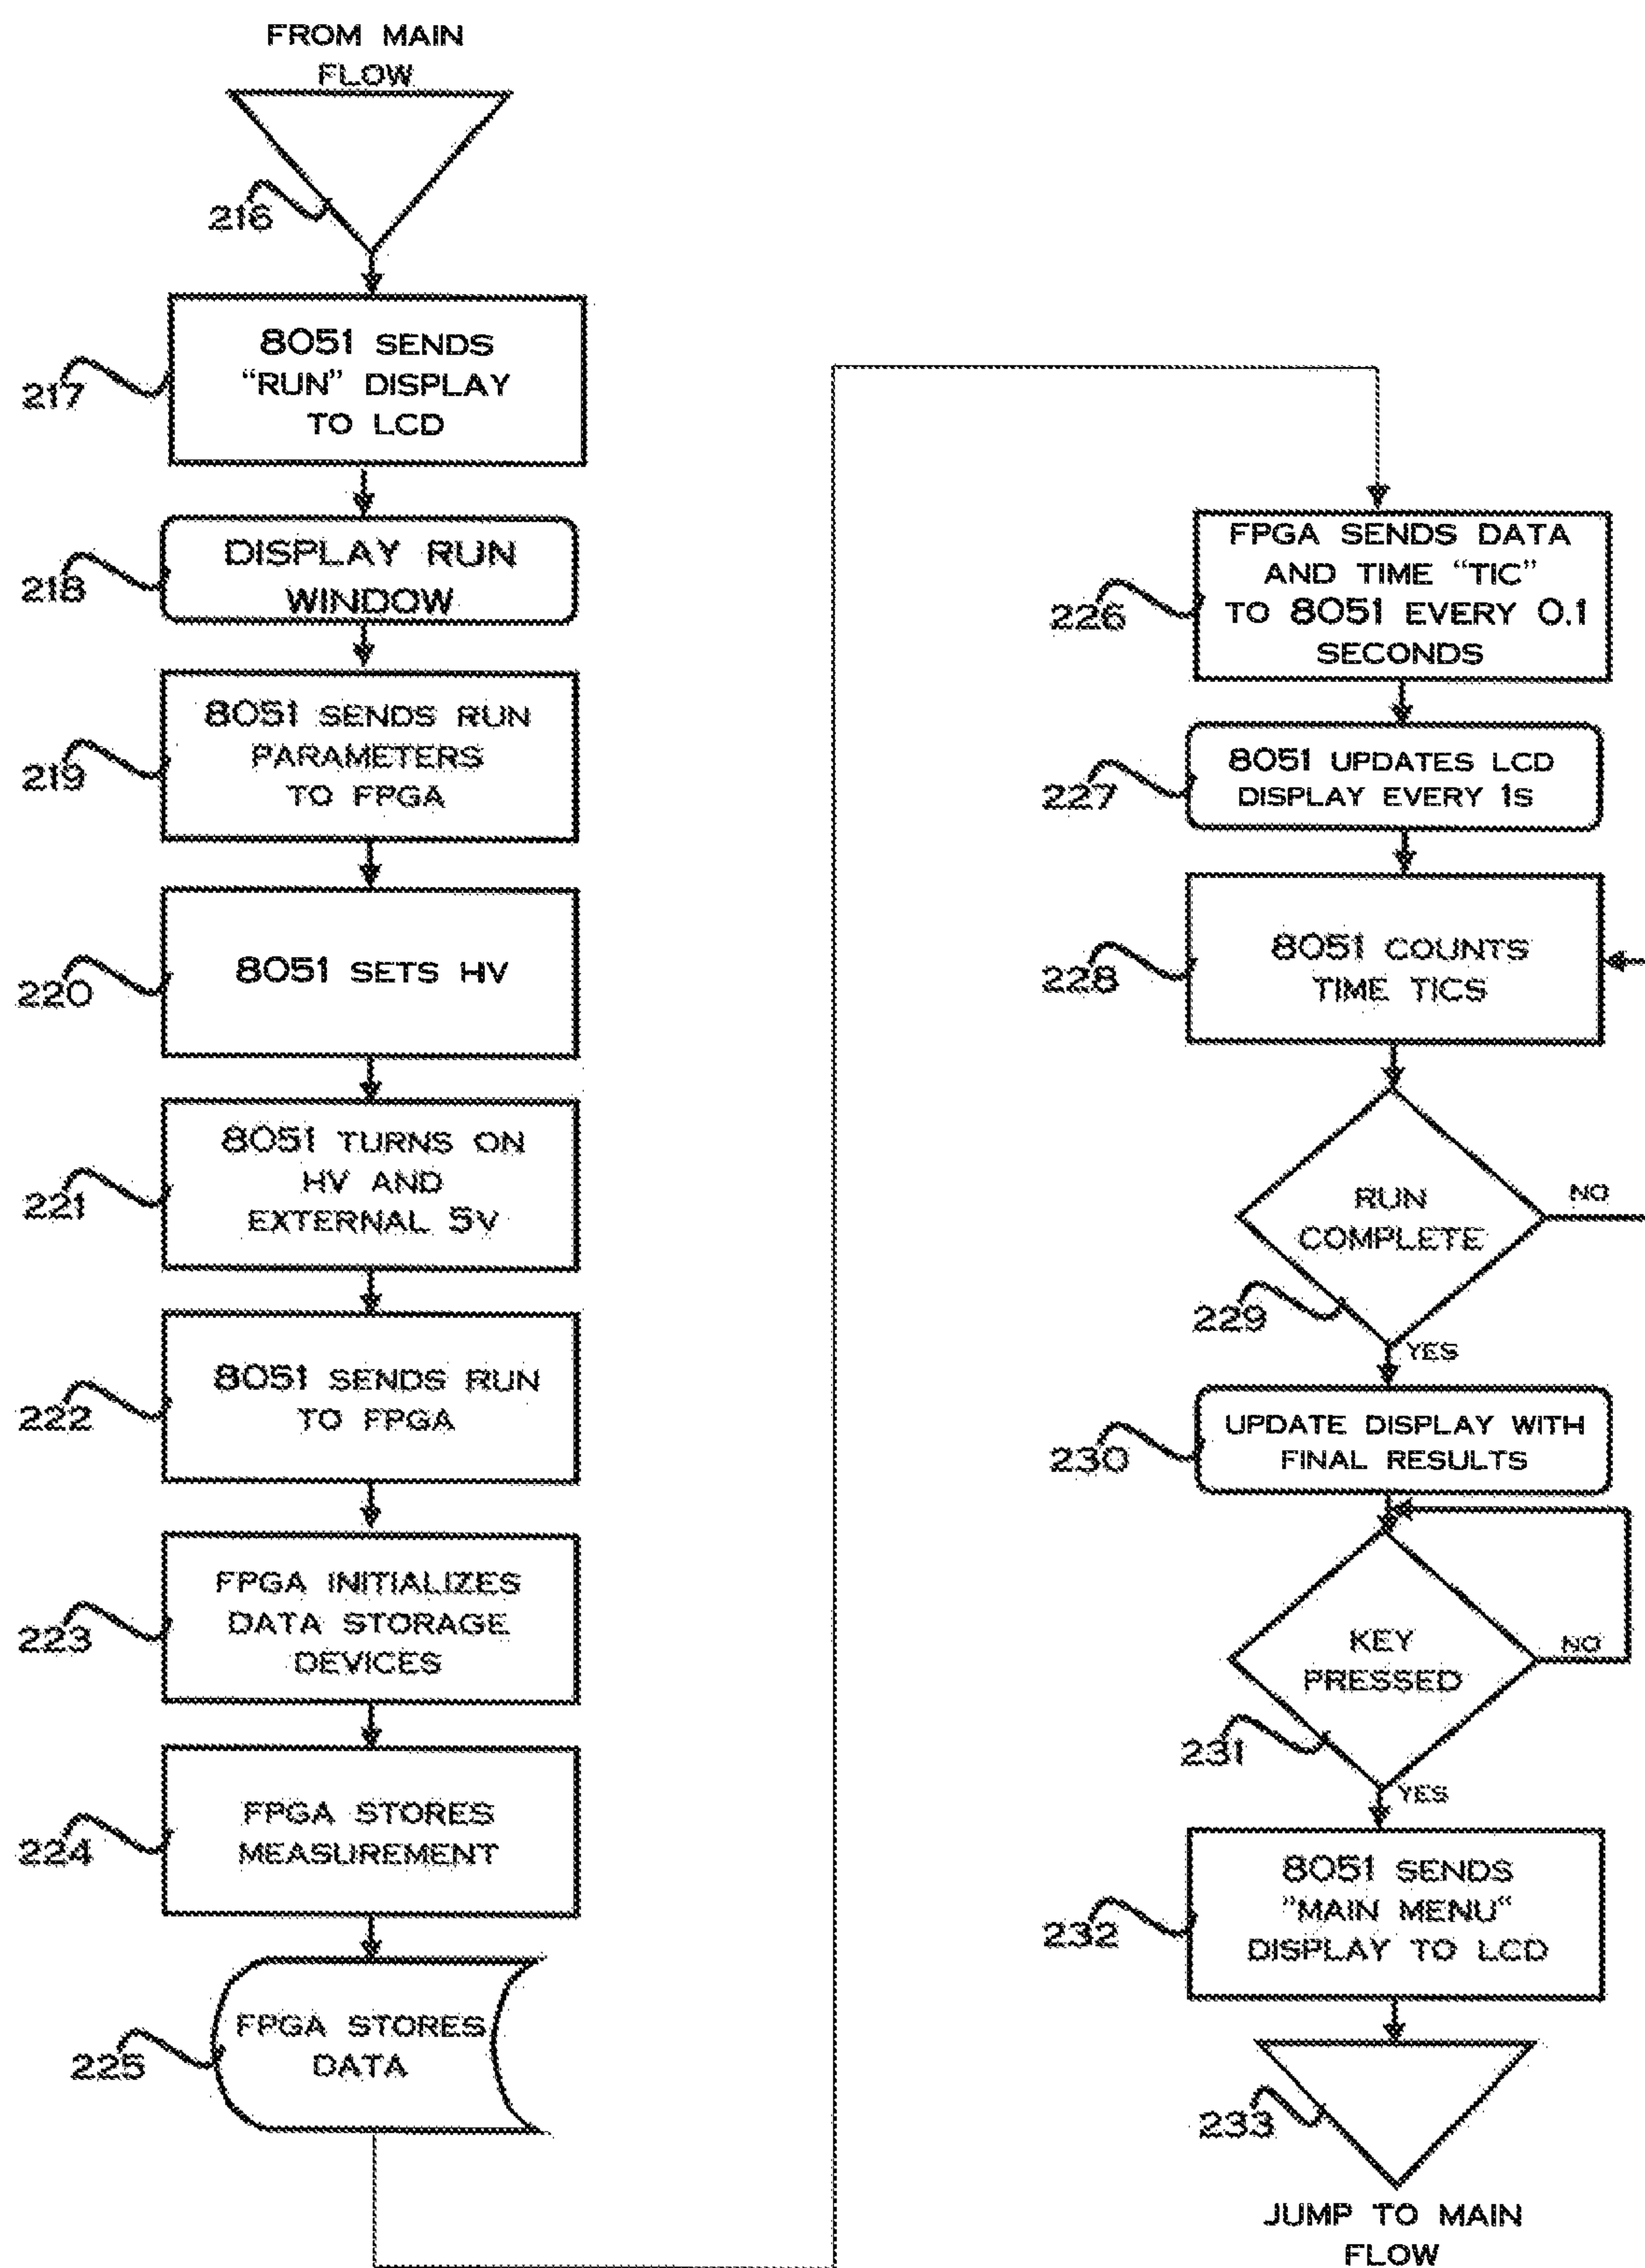 FROM MAIN
FLOW
216
8051 SENDS
“RUN” DISPLAY
TO LCD
217
DISPLAY RUN
WINDOW
218
8051 SENDS RUN
PARAMETERS
TO FPGA
219
8051 SETS HV
220
8051 TURNS ON
HV AND
EXTERNAL 5V
221
8051 SENDS RUN
TO FPGA
222
FPGA INITIALIZES
DATA STORAGE
DEVICES
223
FPGA STORES
MEASUREMENT
224
FPGA STORES
DATA
225
FPGA SENDS DATA
AND TIME “TIC”
TO 8051 EVERY 0.1
SECONDS
226
8051 UPDATES LCD
DISPLAY EVERY 1S
227
8051 COUNTS
TIME TICS
228
RUN
COMPLETE
NO
229
YES
UPDATE DISPLAY WITH
FINAL RESULTS
230
KEY
PRESSED
NO
231
YES
8051 SENDS
"MAIN MENU"
DISPLAY TO LCD
232
233
JUMP TO MAIN
FLOW